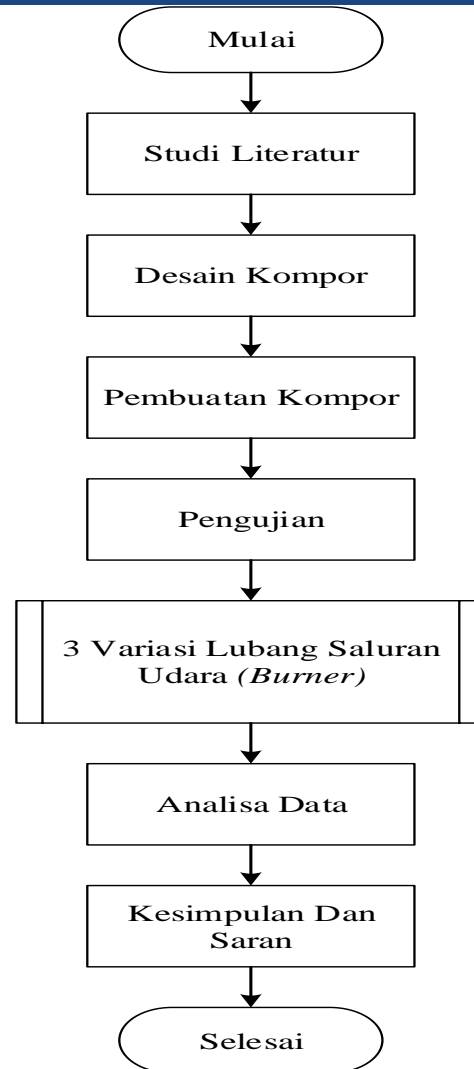 Mulai
Studi Literatur
Desain Kompor
Pembuatan Kompor
Pengujian
3 Variasi Lubang Saluran
Udara (Burner)
Analisa Data
Kesimpulan Dan
Saran
Selesai